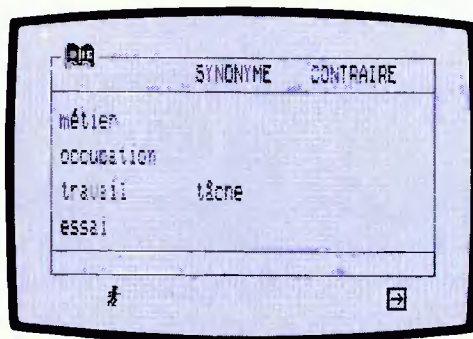 SYNONYME CONTRAIRE
métier
occupation
travail tâche
essai